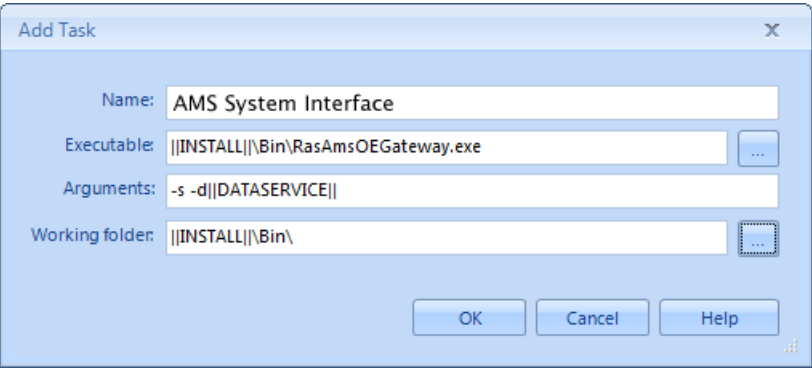 Add Task
Name: AMS System Interface
Executable: ||INSTALL||\Bin\RasAmsOEGateway.exe ...
Arguments: -s -d||DATASERVICE||
Working folder: ||INSTALL||\Bin\ ...
OK Cancel Help